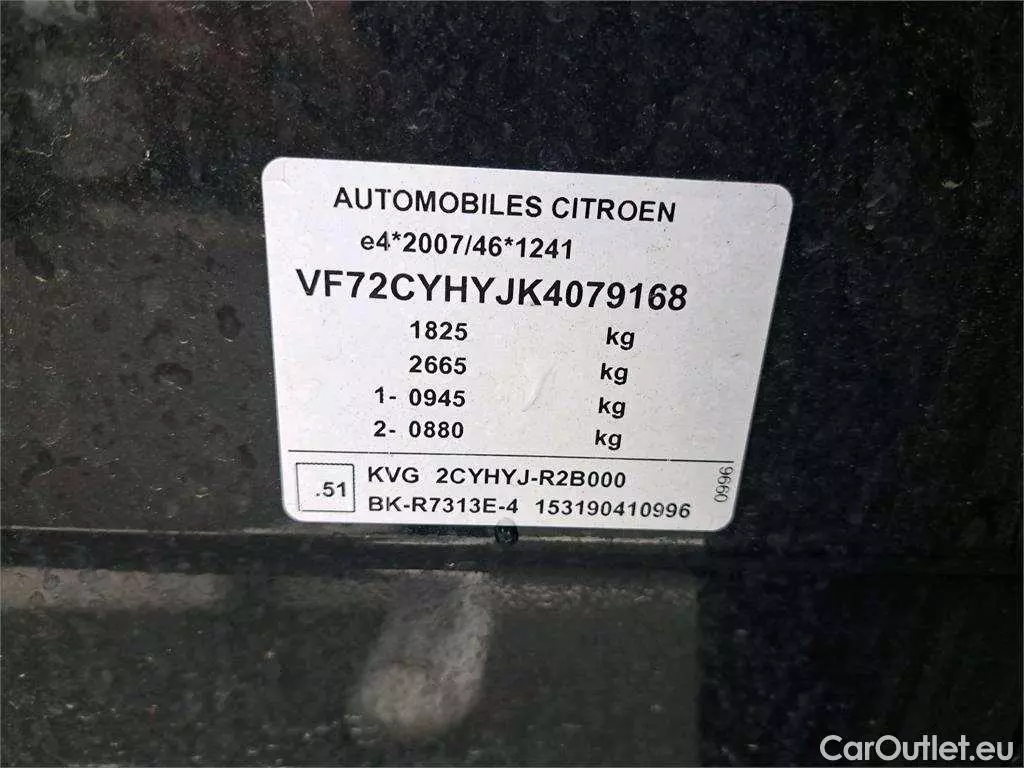 AUTOMOBILES CITROEN
e4*2007/46*1241
VF72CYHYJK4079168
1825 kg
2665 kg
1- 0945 kg
2- 0880 kg
.51
KVG 2CYHYJ-R2B000
BK-R7313E-4 153190410996
0996
CarOutlet.eu